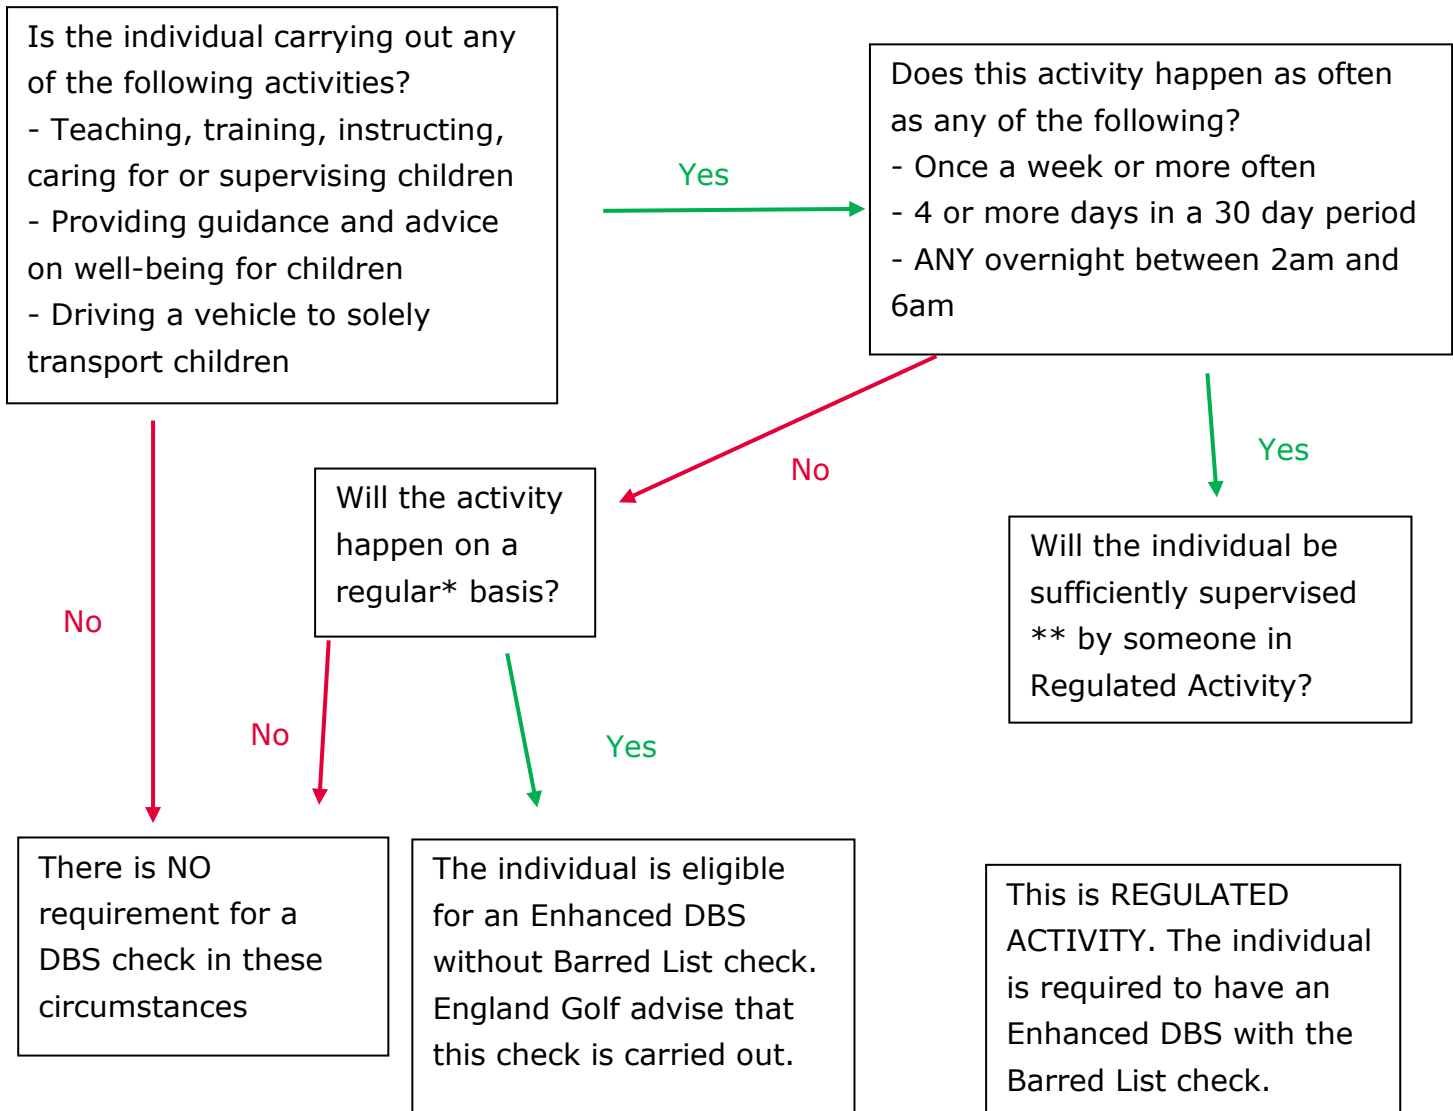 Is the individual carrying out any
of the following activities?
- Teaching, training, instructing,
caring for or supervising children
- Providing guidance and advice
on well-being for children
- Driving a vehicle to solely
transport children
Yes
Does this activity happen as often
as any of the following?
- Once a week or more often
- 4 or more days in a 30 day period
- ANY overnight between 2am and
6am
No
Yes
Will the activity
happen on a
regular* basis?
Will the individual be
sufficiently supervised
** by someone in
Regulated Activity?
No
No
Yes
There is NO
requirement for a
DBS check in these
circumstances
The individual is eligible
for an Enhanced DBS
without Barred List check.
England Golf advise that
this check is carried out.
This is REGULATED
ACTIVITY. The individual
is required to have an
Enhanced DBS with the
Barred List check.